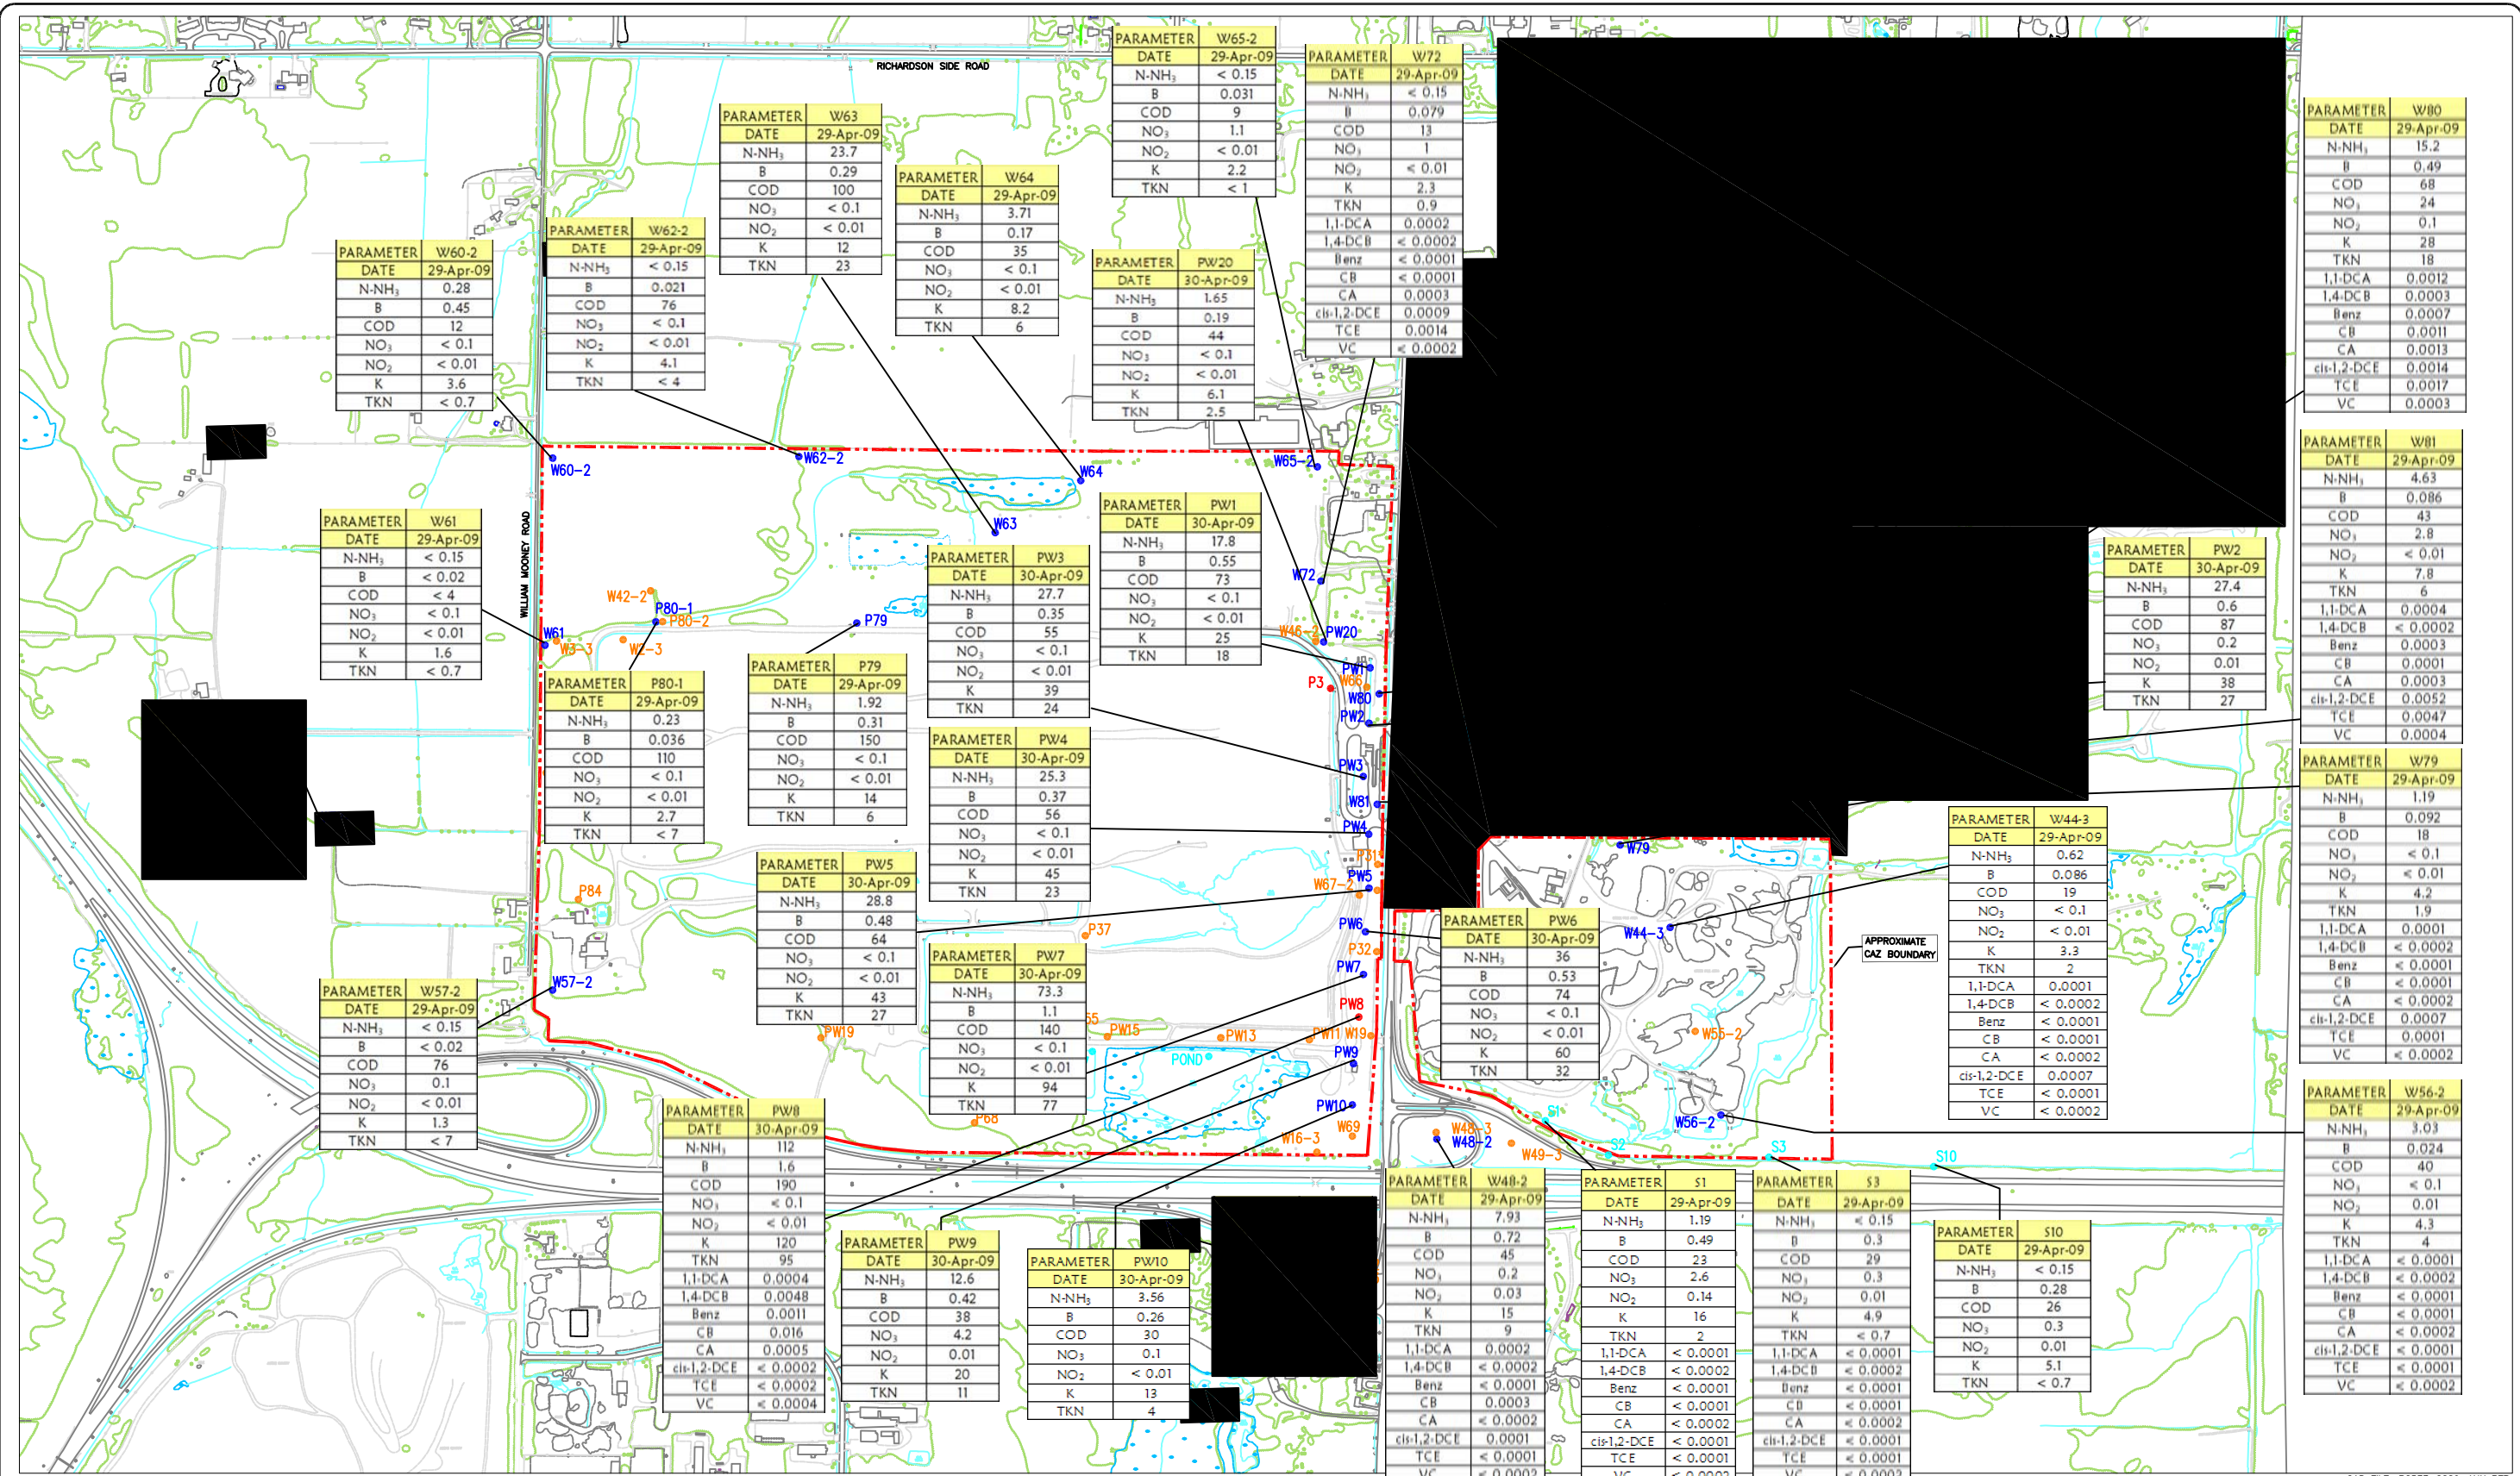 RICHARDSON SIDE ROAD
WILLIAM MOONEY ROAD
PARAMETER W65-2
DATE 29-Apr-09
N-NH₃ < 0.15
B 0.031
COD 9
NO₃ 1.1
NO₂ < 0.01
K 2.2
TKN < 1
PARAMETER W72
DATE 29-Apr-09
N-NH₃ < 0.15
B 0.079
COD 13
NO₃ 1
NO₂ < 0.01
K 2.3
TKN 0.9
1,1-DCA 0.0002
1,4-DCB < 0.0002
Benz < 0.0001
CB < 0.0001
CA 0.0003
cis-1,2-DCE 0.0009
TCE 0.0014
VC < 0.0002
PARAMETER W80
DATE 29-Apr-09
N-NH₃ 15.2
B 0.49
COD 68
NO₃ 24
NO₂ 0.1
K 28
TKN 18
1,1-DCA 0.0012
1,4-DCB 0.0003
Benz 0.0007
CB 0.0011
CA 0.0013
cis-1,2-DCE 0.0014
TCE 0.0017
VC 0.0003
PARAMETER W63
DATE 29-Apr-09
N-NH₃ 23.7
B 0.29
COD 100
NO₃ < 0.1
NO₂ < 0.01
K 12
TKN 23
PARAMETER W64
DATE 29-Apr-09
N-NH₃ 3.71
B 0.17
COD 35
NO₃ < 0.1
NO₂ < 0.01
K 8.2
TKN 6
PARAMETER W62-2
DATE 29-Apr-09
N-NH₃ < 0.15
B 0.021
COD 76
NO₃ < 0.1
NO₂ < 0.01
K 4.1
TKN < 4
PARAMETER W60-2
DATE 29-Apr-09
N-NH₃ 0.28
B 0.45
COD 12
NO₃ < 0.1
NO₂ < 0.01
K 3.6
TKN < 0.7
PARAMETER PW20
DATE 30-Apr-09
N-NH₃ 1.65
B 0.19
COD 44
NO₃ < 0.1
NO₂ < 0.01
K 6.1
TKN 2.5
PARAMETER W81
DATE 29-Apr-09
N-NH₃ 4.63
B 0.086
COD 43
NO₃ 2.8
NO₂ < 0.01
K 7.8
TKN 6
1,1-DCA 0.0004
1,4-DCB < 0.0002
Benz 0.0003
CB 0.0001
CA 0.0003
cis-1,2-DCE 0.0052
TCE 0.0047
VC 0.0004
PARAMETER W61
DATE 29-Apr-09
N-NH₃ < 0.15
B < 0.02
COD < 4
NO₃ < 0.1
NO₂ < 0.01
K 1.6
TKN < 0.7
PARAMETER PW1
DATE 30-Apr-09
N-NH₃ 17.8
B 0.55
COD 73
NO₃ < 0.1
NO₂ < 0.01
K 25
TKN 18
PARAMETER PW3
DATE 30-Apr-09
N-NH₃ 27.7
B 0.35
COD 55
NO₃ < 0.1
NO₂ < 0.01
K 39
TKN 24
PARAMETER PW2
DATE 30-Apr-09
N-NH₃ 27.4
B 0.6
COD 87
NO₃ 0.2
NO₂ 0.01
K 38
TKN 27
PARAMETER P80-1
DATE 29-Apr-09
N-NH₃ 0.23
B 0.036
COD 110
NO₃ < 0.1
NO₂ < 0.01
K 2.7
TKN < 7
PARAMETER P79
DATE 29-Apr-09
N-NH₃ 1.92
B 0.31
COD 150
NO₃ < 0.1
NO₂ < 0.01
K 14
TKN 6
PARAMETER PW4
DATE 30-Apr-09
N-NH₃ 25.3
B 0.37
COD 56
NO₃ < 0.1
NO₂ < 0.01
K 45
TKN 23
PARAMETER W79
DATE 29-Apr-09
N-NH₃ 1.19
B 0.092
COD 18
NO₃ < 0.1
NO₂ < 0.01
K 4.2
TKN 1.9
1,1-DCA 0.0001
1,4-DCB < 0.0002
Benz < 0.0001
CB < 0.0001
CA < 0.0002
cis-1,2-DCE 0.0007
TCE 0.0001
VC < 0.0002
PARAMETER W44-3
DATE 29-Apr-09
N-NH₃ 0.62
B 0.086
COD 19
NO₃ < 0.1
NO₂ < 0.01
K 3.3
TKN 2
1,1-DCA 0.0001
1,4-DCB < 0.0002
Benz < 0.0001
CB < 0.0001
CA < 0.0002
cis-1,2-DCE 0.0007
TCE < 0.0001
VC < 0.0002
PARAMETER PW5
DATE 30-Apr-09
N-NH₃ 28.8
B 0.48
COD 64
NO₃ < 0.1
NO₂ < 0.01
K 43
TKN 27
PARAMETER PW6
DATE 30-Apr-09
N-NH₃ 36
B 0.53
COD 74
NO₃ < 0.1
NO₂ < 0.01
K 60
TKN 32
PARAMETER PW7
DATE 30-Apr-09
N-NH₃ 73.3
B 1.1
COD 140
NO₃ < 0.1
NO₂ < 0.01
K 94
TKN 77
PARAMETER W57-2
DATE 29-Apr-09
N-NH₃ < 0.15
B < 0.02
COD 76
NO₃ 0.1
NO₂ < 0.01
K 1.3
TKN < 7
PARAMETER PW8
DATE 30-Apr-09
N-NH₃ 112
B 1.6
COD 190
NO₃ < 0.1
NO₂ < 0.01
K 120
TKN 95
1,1-DCA 0.0004
1,4-DCB 0.0048
Benz 0.0011
CB 0.016
CA 0.0005
cis-1,2-DCE < 0.0002
TCE < 0.0002
VC < 0.0004
PARAMETER PW9
DATE 30-Apr-09
N-NH₃ 12.6
B 0.42
COD 38
NO₃ 4.2
NO₂ 0.01
K 20
TKN 11
PARAMETER PW10
DATE 30-Apr-09
N-NH₃ 3.56
B 0.26
COD 30
NO₃ 0.1
NO₂ < 0.01
K 13
TKN 4
PARAMETER W48-2
DATE 29-Apr-09
N-NH₃ 7.93
B 0.72
COD 45
NO₃ 0.2
NO₂ 0.03
K 15
TKN 9
1,1-DCA 0.0002
1,4-DCB < 0.0002
Benz < 0.0001
CB 0.0003
CA < 0.0002
cis-1,2-DCE 0.0001
TCE < 0.0001
PARAMETER S1
DATE 29-Apr-09
N-NH₃ 1.19
B 0.49
COD 23
NO₃ 2.6
NO₂ 0.14
K 16
TKN 2
1,1-DCA < 0.0001
1,4-DCB < 0.0002
Benz < 0.0001
CB < 0.0001
CA < 0.0002
cis-1,2-DCE < 0.0001
TCE < 0.0001
PARAMETER S3
DATE 29-Apr-09
N-NH₃ < 0.15
B 0.3
COD 29
NO₃ 0.3
NO₂ 0.01
K 4.9
TKN < 0.7
1,1-DCA < 0.0001
1,4-DCB < 0.0002
Benz < 0.0001
CB < 0.0001
CA < 0.0002
cis-1,2-DCE < 0.0001
TCE < 0.0001
PARAMETER S10
DATE 29-Apr-09
N-NH₃ < 0.15
B 0.28
COD 26
NO₃ 0.3
NO₂ 0.01
K 5.1
TKN < 0.7
PARAMETER W56-2
DATE 29-Apr-09
N-NH₃ 3.03
B 0.024
COD 40
NO₃ < 0.1
NO₂ 0.01
K 4.3
TKN 4
1,1-DCA < 0.0001
1,4-DCB < 0.0002
Benz < 0.0001
CB < 0.0001
CA < 0.0002
cis-1,2-DCE < 0.0001
TCE < 0.0001
VC < 0.0002
W60-2
W62-2
W65-2
W64
W63
W72
W42-2
P80-1
P80-2
P79
W61
W3-3
W2-3
W46-2
PW20
PW1
W66
P3
W80
PW2
PW3
W81
PW4
P31
W79
PW5
W67-2
P84
P37
PW6
W44-3
P32
APPROXIMATE
CAZ BOUNDARY
W57-2
PW7
PW8
PW19
55
PW15
PW13
PW11
W19
W55-2
POND
PW9
PW10
P68
W69
W16-3
W48-3
W48-2
W49-3
S1
S2
W56-2
S3
S10